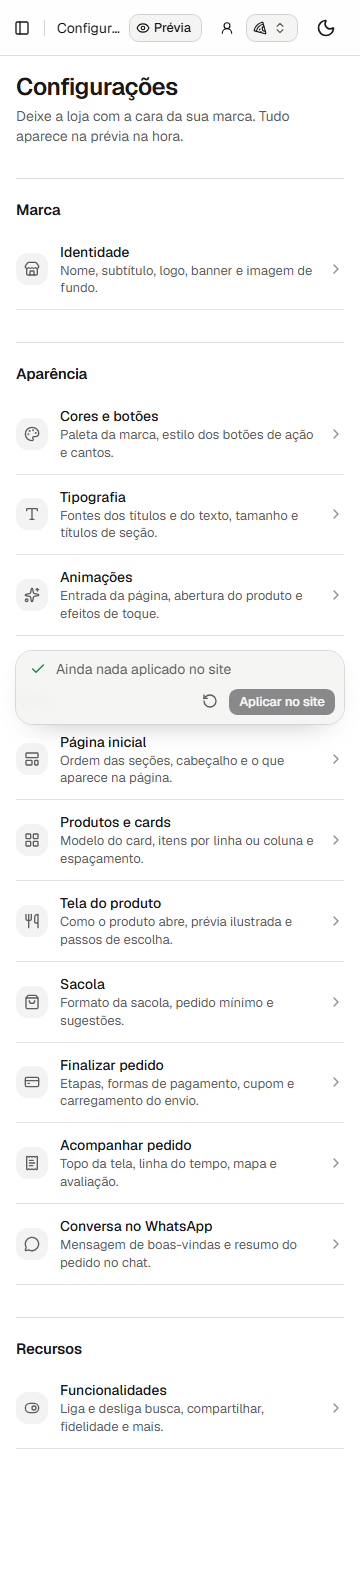 Configur...
Prévia
Configurações
Deixe a loja com a cara da sua marca. Tudo
aparece na prévia na hora.
Marca
Identidade
Nome, subtítulo, logo, banner e imagem de
fundo.
Aparência
Cores e botões
Paleta da marca, estilo dos botões de ação
e cantos.
Tipografia
Fontes dos títulos e do texto, tamanho e
títulos de seção.
Animações
Entrada da página, abertura do produto e
efeitos de toque.
Ainda nada aplicado no site
Aplicar no site
Página inicial
Ordem das seções, cabeçalho e o que
aparece na página.
Produtos e cards
Modelo do card, itens por linha ou coluna e
espaçamento.
Tela do produto
Como o produto abre, prévia ilustrada e
passos de escolha.
Sacola
Formato da sacola, pedido mínimo e
sugestões.
Finalizar pedido
Etapas, formas de pagamento, cupom e
carregamento do envio.
Acompanhar pedido
Topo da tela, linha do tempo, mapa e
avaliação.
Conversa no WhatsApp
Mensagem de boas-vindas e resumo do
pedido no chat.
Recursos
Funcionalidades
Liga e desliga busca, compartilhar,
fidelidade e mais.